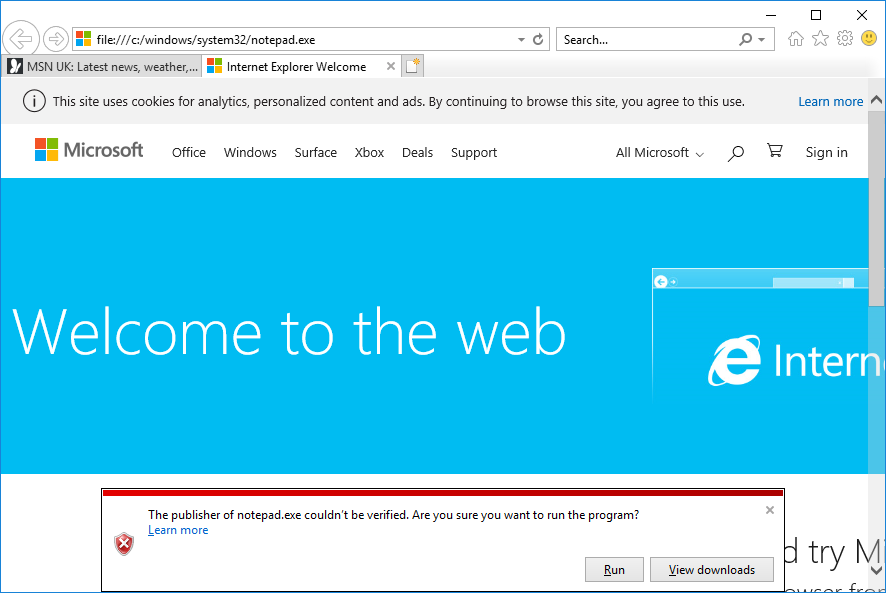 file:///c:/windows/system32/notepad.exe
Search...
MSN UK: Latest news, weather,...
Internet Explorer Welcome
This site uses cookies for analytics, personalized content and ads. By continuing to browse this site, you agree to this use.
Learn more
Microsoft
Office Windows Surface Xbox Deals Support
All Microsoft
Sign in
Welcome to the web
Intern
The publisher of notepad.exe couldn't be verified. Are you sure you want to run the program?
Learn more
Run
View downloads
d try Mi